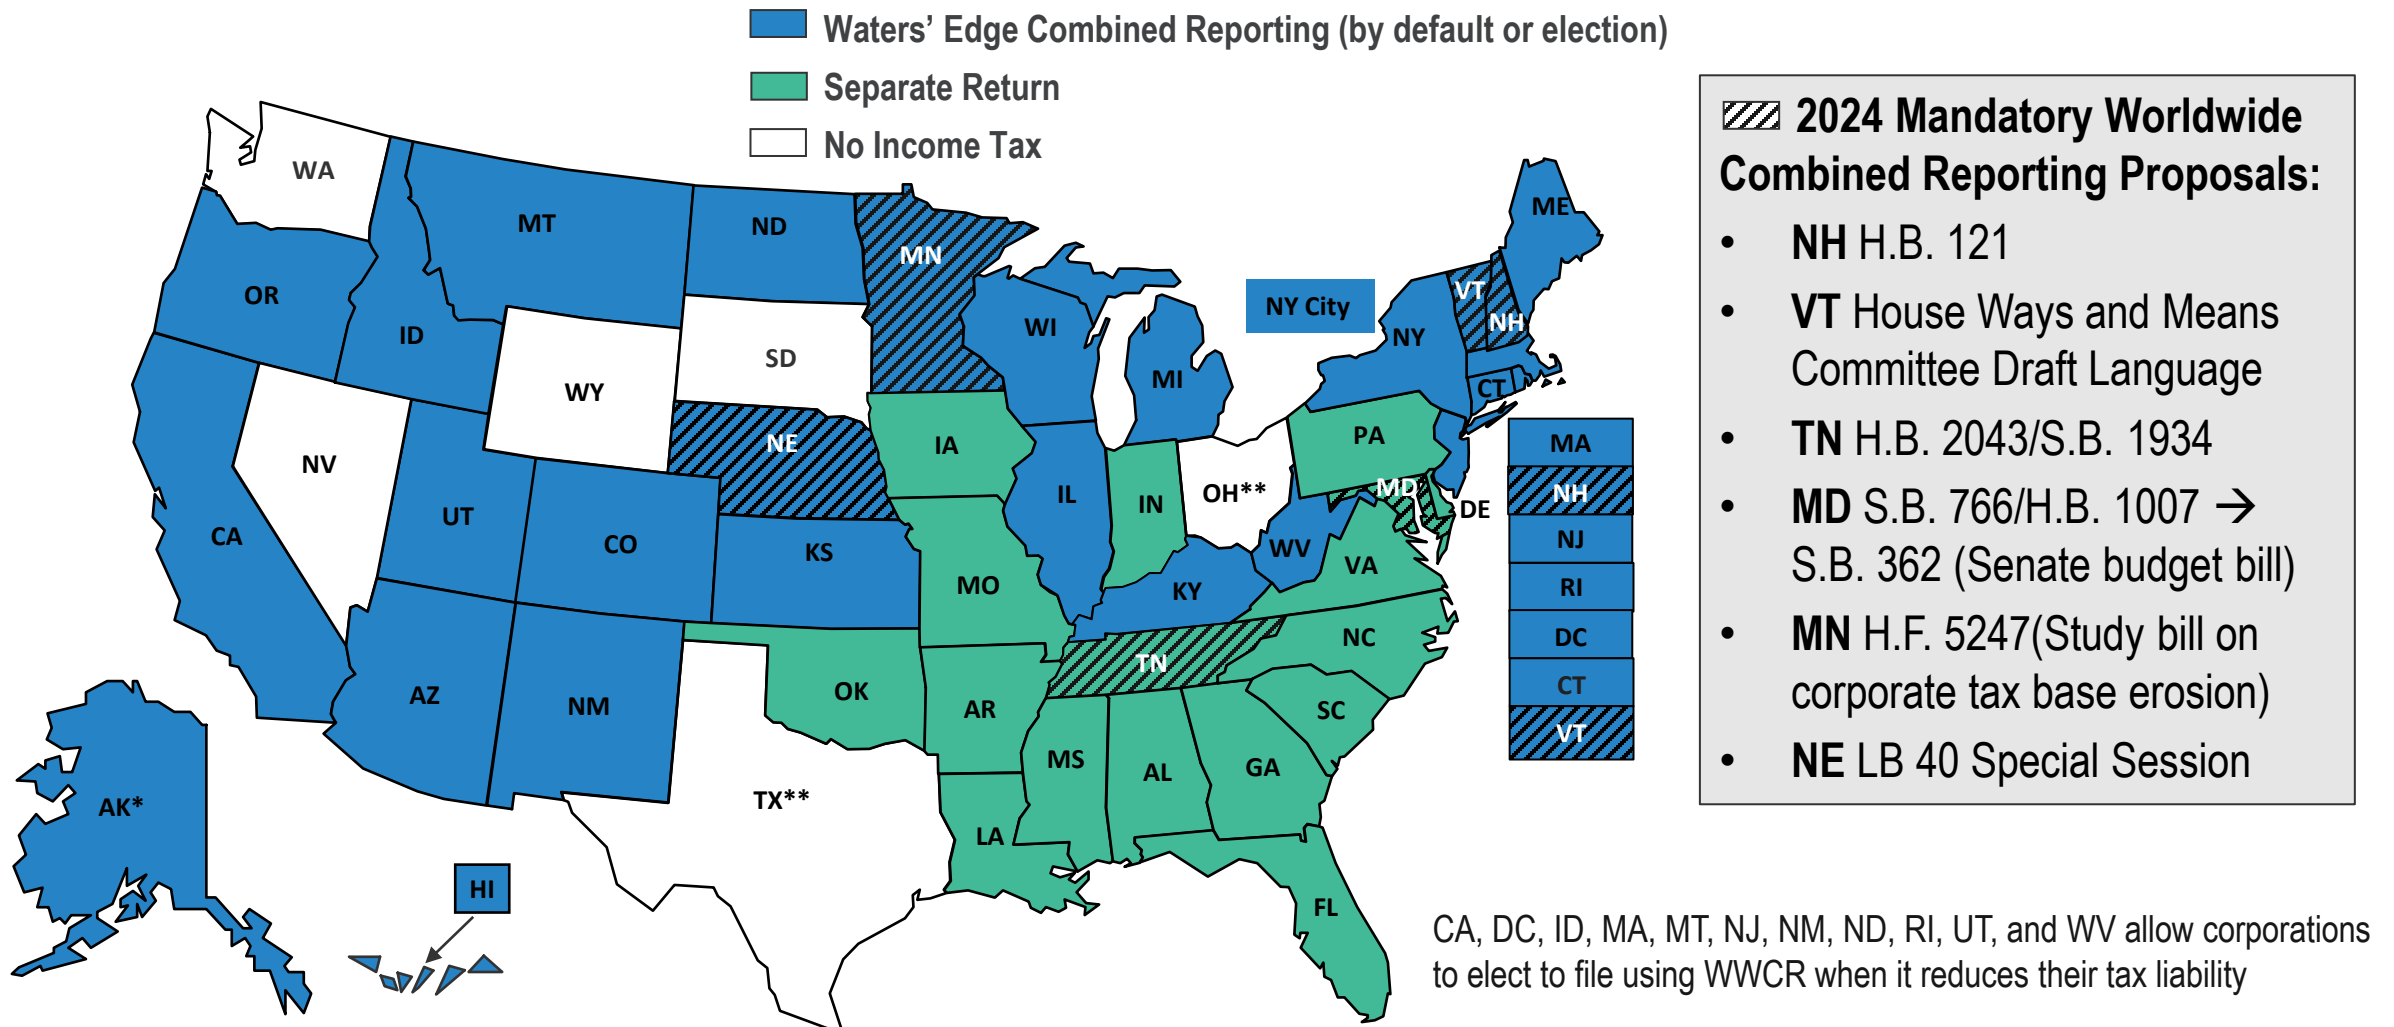 Waters’ Edge Combined Reporting (by default or election)
Separate Return
No Income Tax
2024 Mandatory Worldwide
Combined Reporting Proposals:
• NH H.B. 121
• VT House Ways and Means
Committee Draft Language
• TN H.B. 2043/S.B. 1934
• MD S.B. 766/H.B. 1007 →
S.B. 362 (Senate budget bill)
• MN H.F. 5247(Study bill on
corporate tax base erosion)
• NE LB 40 Special Session
WA
MT
ND
MN
ME
OR
ID
SD
WI
NY City
VT
NH
NY
WY
MI
CT
NE
IA
PA
NV
IL
IN
OH**
MD
DE
UT
CO
KS
CA
WV
VA
MO
KY
NC
TN
AZ
NM
OK
AR
SC
MS
AL
GA
TX**
AK*
LA
HI
FL
MA
NH
NJ
RI
DC
CT
VT
CA, DC, ID, MA, MT, NJ, NM, ND, RI, UT, and WV allow corporations
to elect to file using WWCR when it reduces their tax liability